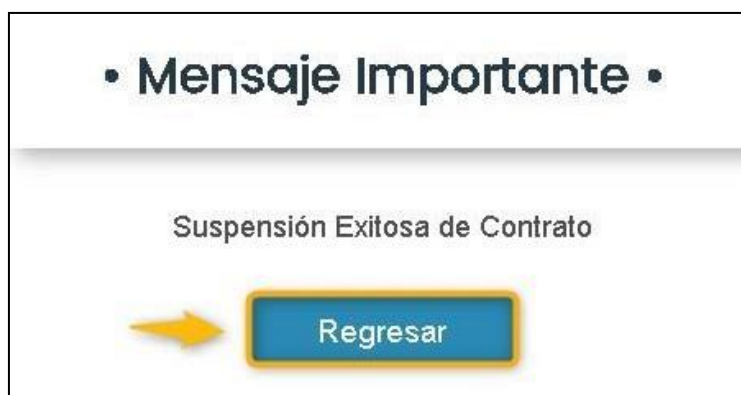 • Mensaje Importante •
Suspensión Exitosa de Contrato
Regresar